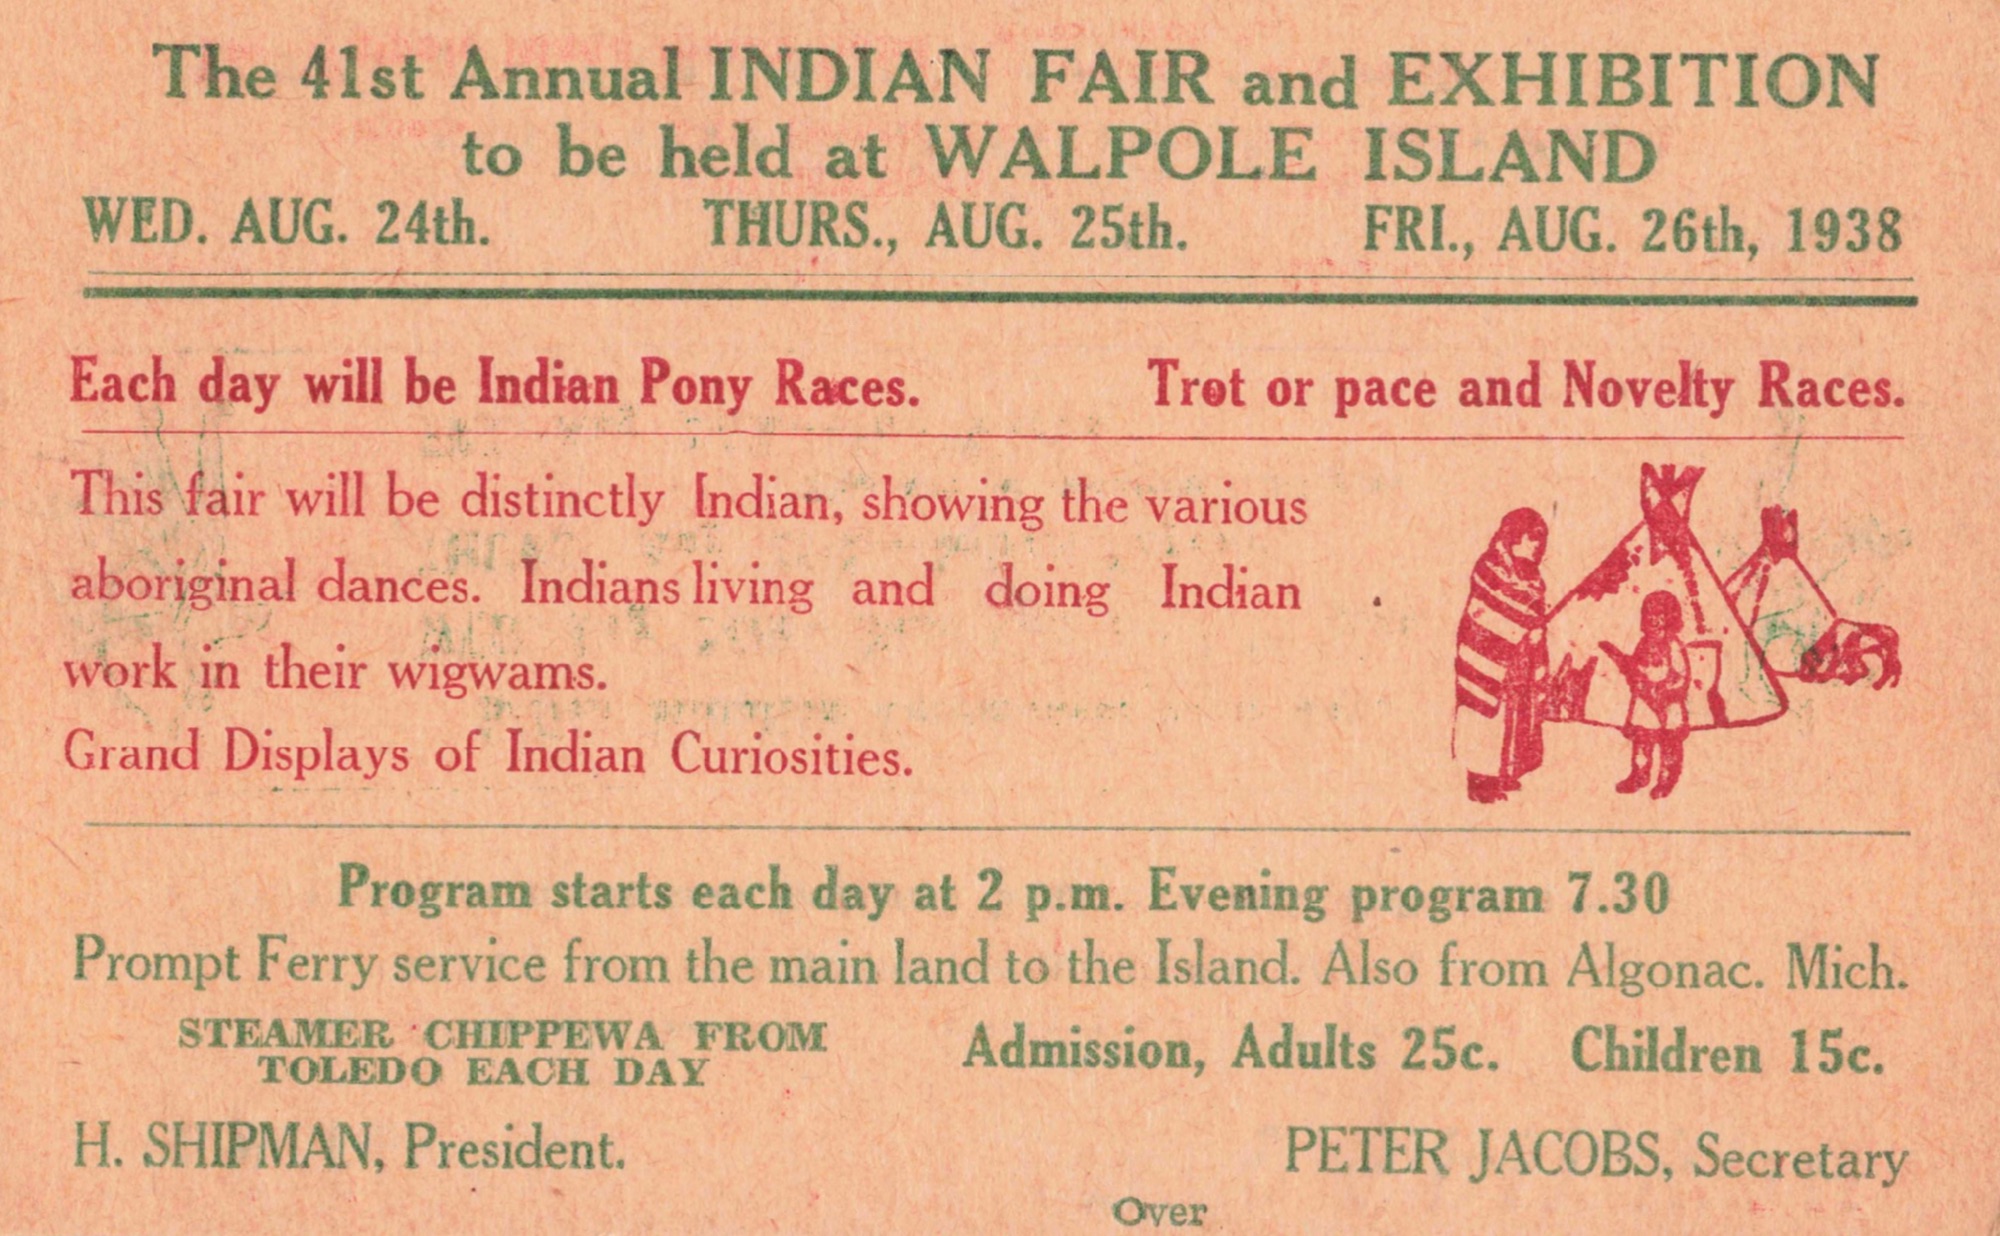 The 41st Annual INDIAN FAIR and EXHIBITION
to be held at WALPOLE ISLAND
WED. AUG. 24th. THURS., AUG. 25th. FRI., AUG. 26th, 1938
Each day will be Indian Pony Races. Trot or pace and Novelty Races.
This fair will be distinctly Indian, showing the various
aboriginal dances. Indians living and doing Indian
work in their wigwams.
Grand Displays of Indian Curiosities.
Program starts each day at 2 p.m. Evening program 7.30
Prompt Ferry service from the main land to the Island. Also from Algonac. Mich.
STEAMER CHIPPEWA FROM
TOLEDO EACH DAY
Admission, Adults 25c. Children 15c.
H. SHIPMAN, President. PETER JACOBS, Secretary
Over